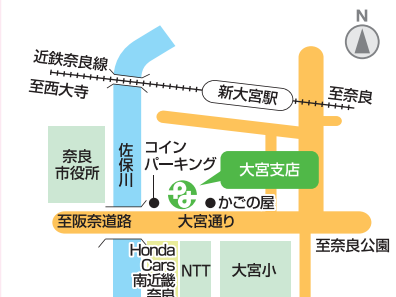 N
近鉄奈良線
至西大寺
新大宮駅
至奈良
奈良
市役所
佐保川
コイン
パーキング
大宮支店
かごの屋
至阪奈道路
大宮通り
至奈良公園
Honda
Cars
南近畿
奈良
NTT
大宮小